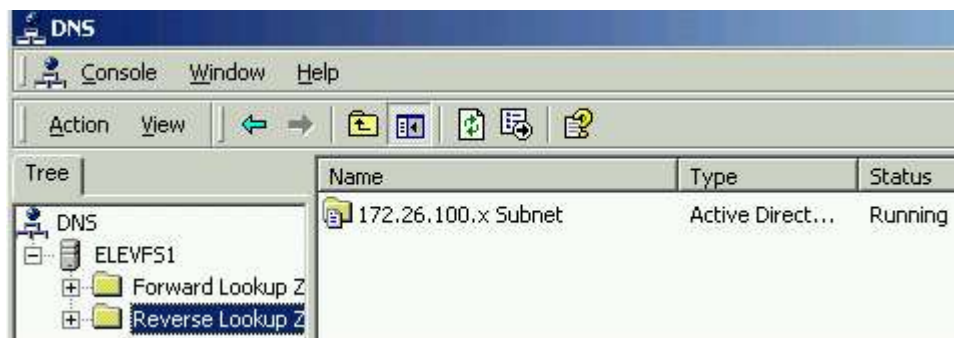 DNS
Console Window Help
Action View
Tree
Name Type Status
DNS
172.26.100.x Subnet Active Direct... Running
ELEVFS1
Forward Lookup Z
Reverse Lookup Z